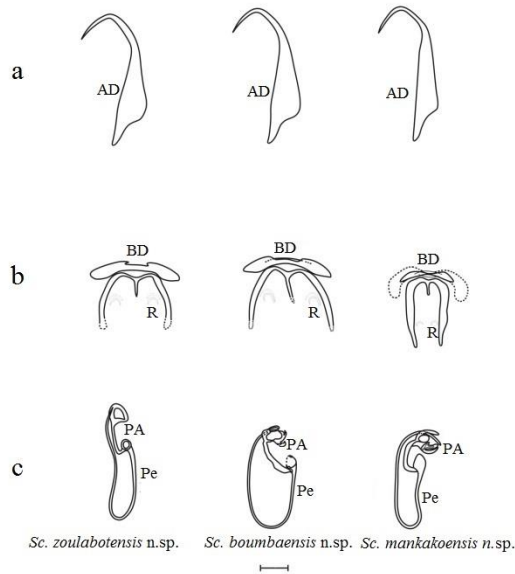 a
AD
AD
AD
b
BD
BD
BD
R
R
R
c
PA
PA
PA
Pe
Pe
Sc. zoulabotensis n.sp. Sc. boumbaensis n.sp. Sc. mankakoensis n.sp.